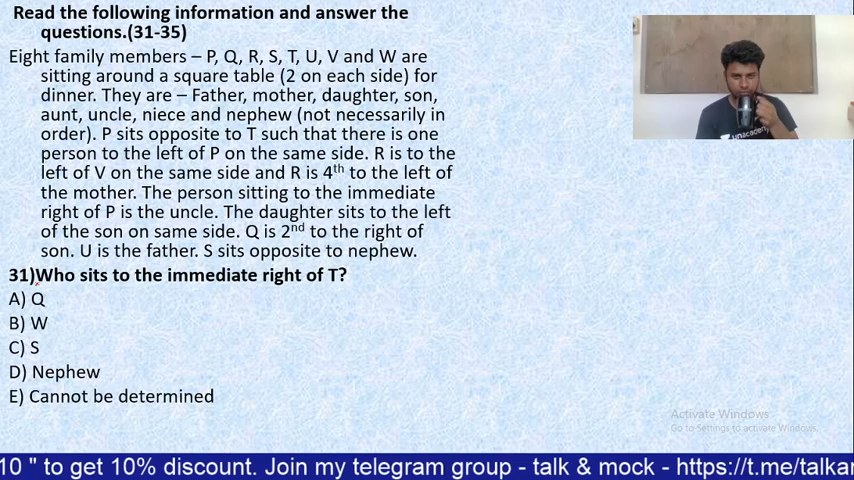 Read the following information and answer the
questions.(31-35)
Eight family members – P, Q, R, S, T, U, V and W are
sitting around a square table (2 on each side) for
dinner. They are – Father, mother, daughter, son,
aunt, uncle, niece and nephew (not necessarily in
order). P sits opposite to T such that there is one
person to the left of P on the same side. R is to the
left of V on the same side and R is 4th to the left of
the mother. The person sitting to the immediate
right of P is the uncle. The daughter sits to the left
of the son on same side. Q is 2nd to the right of
son. U is the father. S sits opposite to nephew.
31)Who sits to the immediate right of T?
A) Q
B) W
C) S
D) Nephew
E) Cannot be determined
unacademy
Activate Windows
Go to Settings to activate Windows.
10 " to get 10% discount. Join my telegram group - talk & mock - https://t.me/talkar